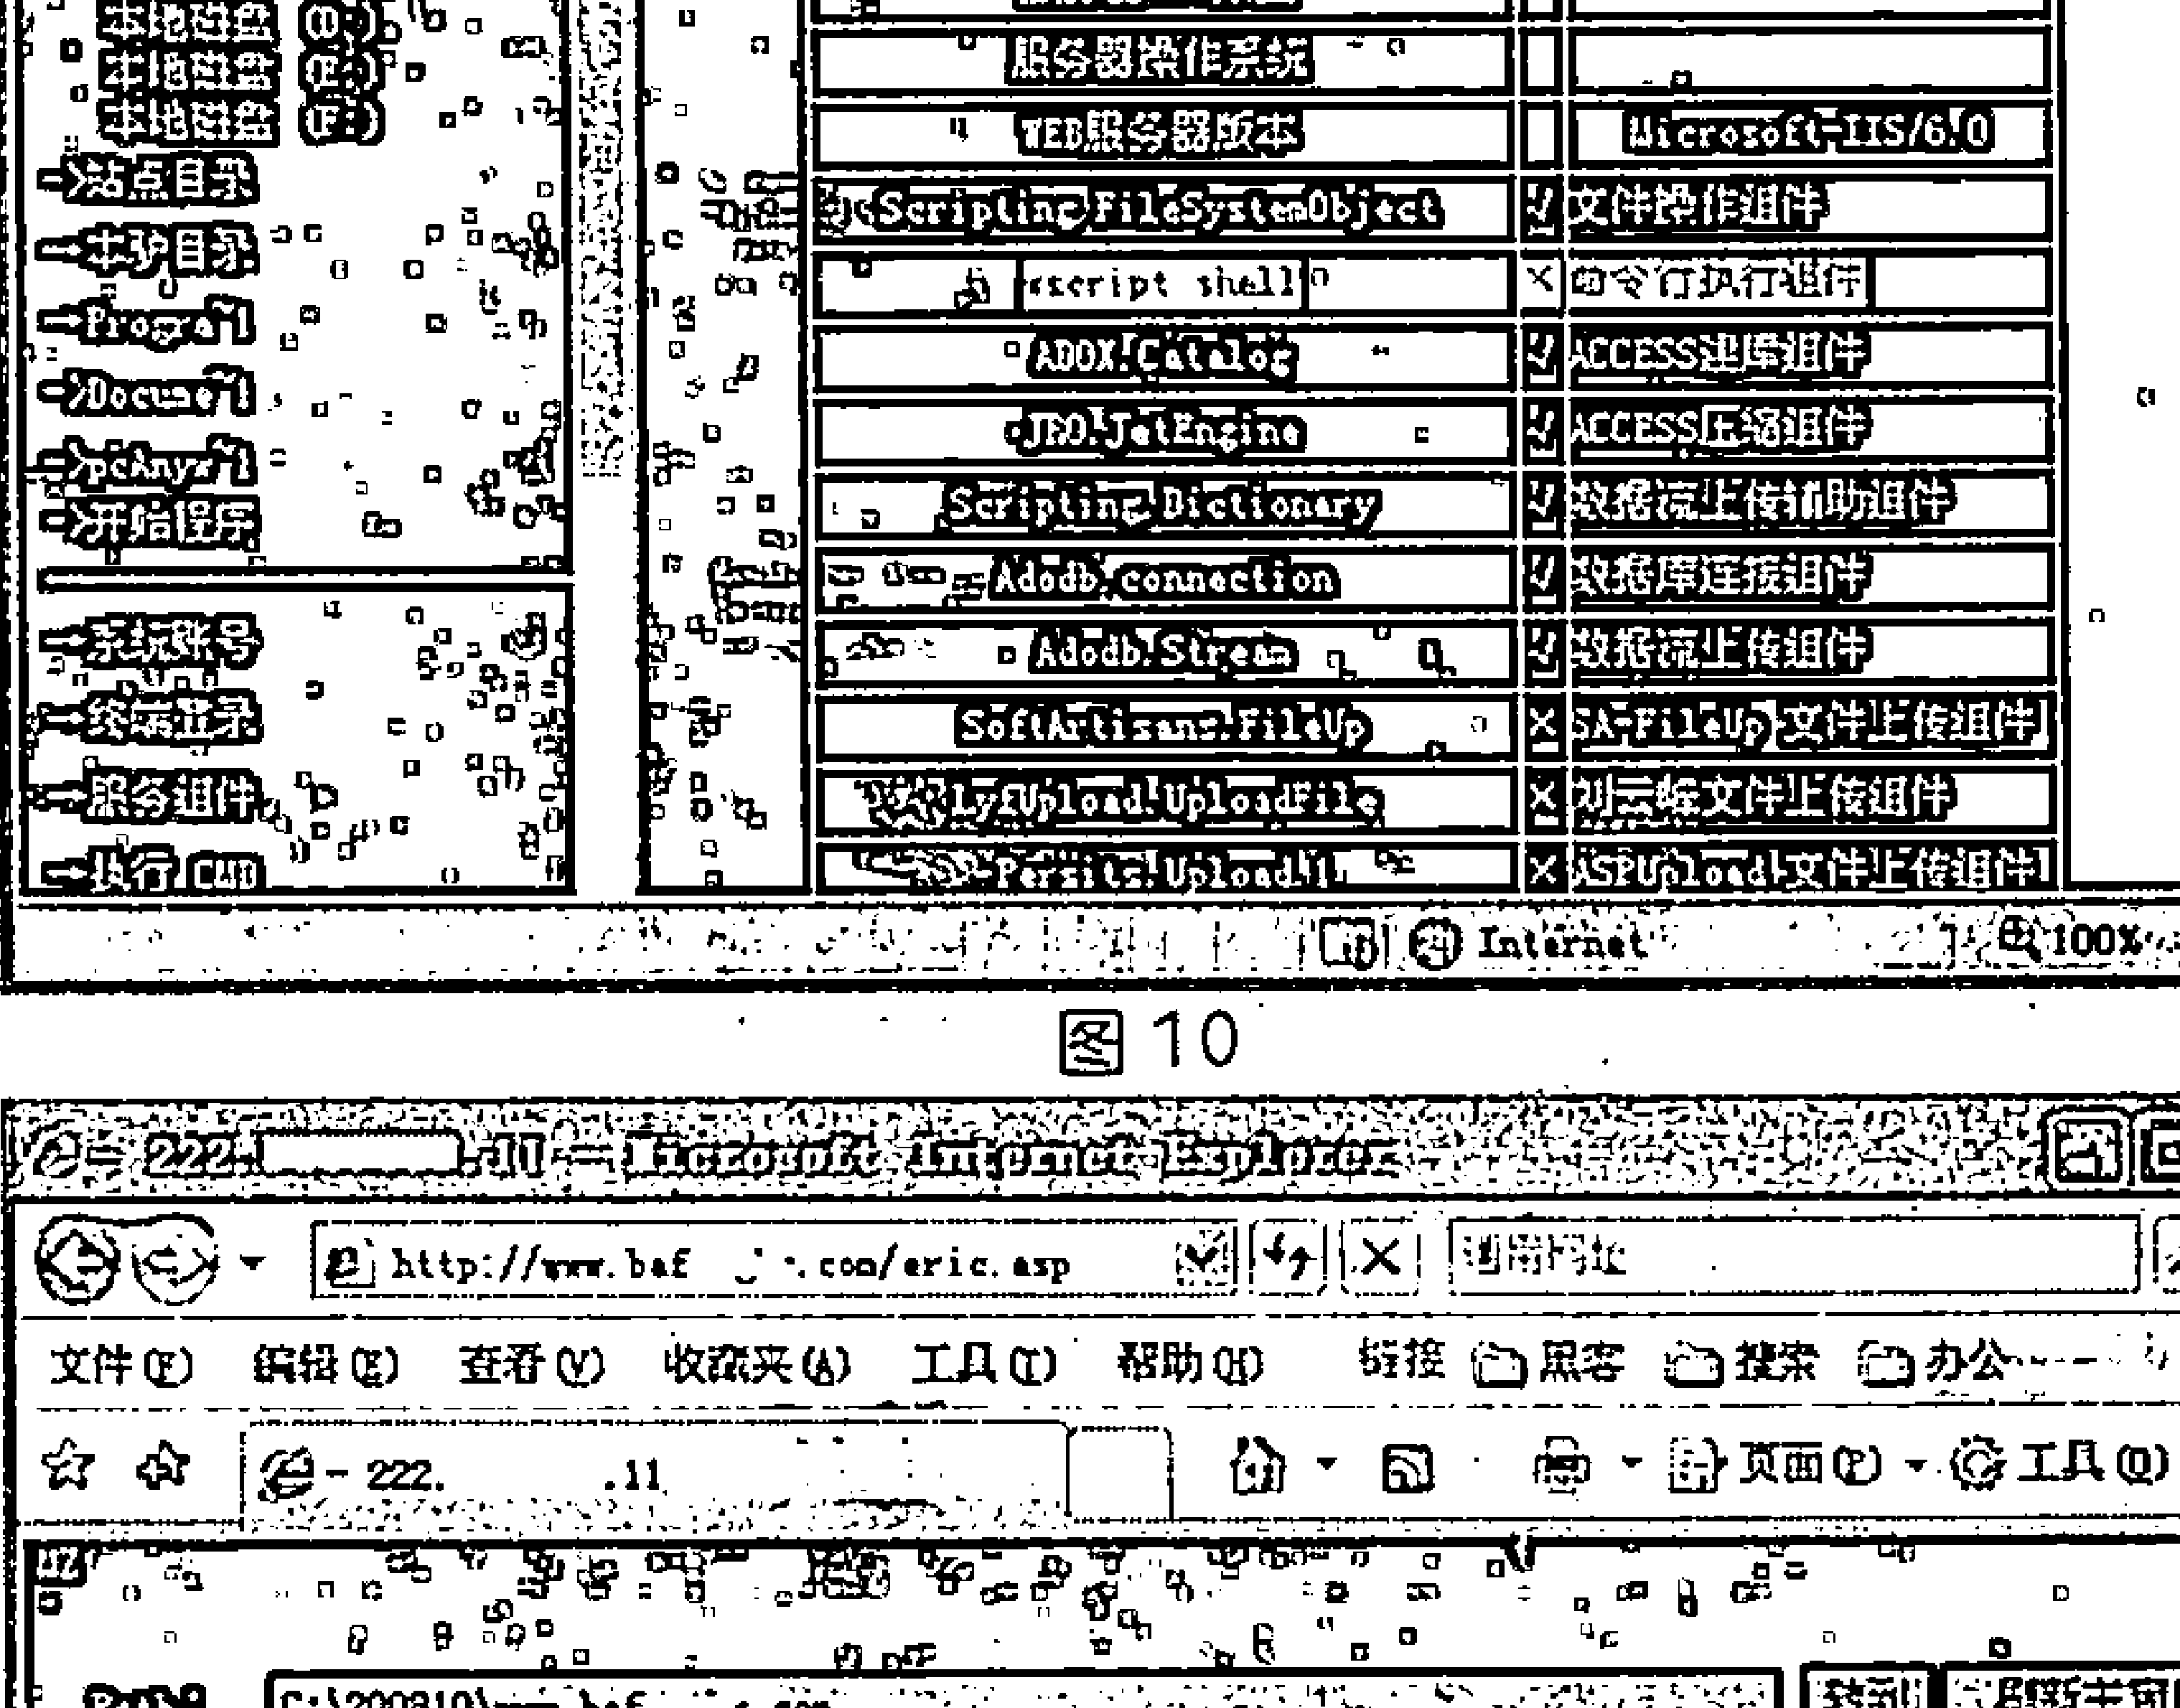 本地磁盘 (D:)
本地磁盘 (E:)
本地磁盘 (F:)
->站点目录
->本程目录
->Progra~1
->Docume~1
->pcAnyw~1
->开始程序
->系统账号
->终端登录
->服务组件
->执行CMD
服务器操作系统
WEB服务器版本 Microsoft-IIS/6.0
Scripting.FileSystemObject √ 文件操作组件
wscript.shell × 命令行执行组件
ADOX.Catalog √ ACCESS建库组件
JRO.JetEngine √ ACCESS压缩组件
Scripting.Dictionary √ 数据流上传辅助组件
Adodb.connection √ 数据库连接组件
Adodb.Stream √ 数据流上传组件
SoftArtisans.FileUp × SA-FileUp 文件上传组件
LyfUpload.UploadFile × 刘云峰文件上传组件
Persits.Upload.1 × ASPUpload 文件上传组件
Internet 100%
图 10
222. .11 - Microsoft Internet Explorer
http://www.baf .com/eric.asp
文件(F) 编辑(E) 查看(V) 收藏夹(A) 工具(T) 帮助(H) 链接 黑客 搜索 办公
- 222. .11 页面(P) 工具(O)